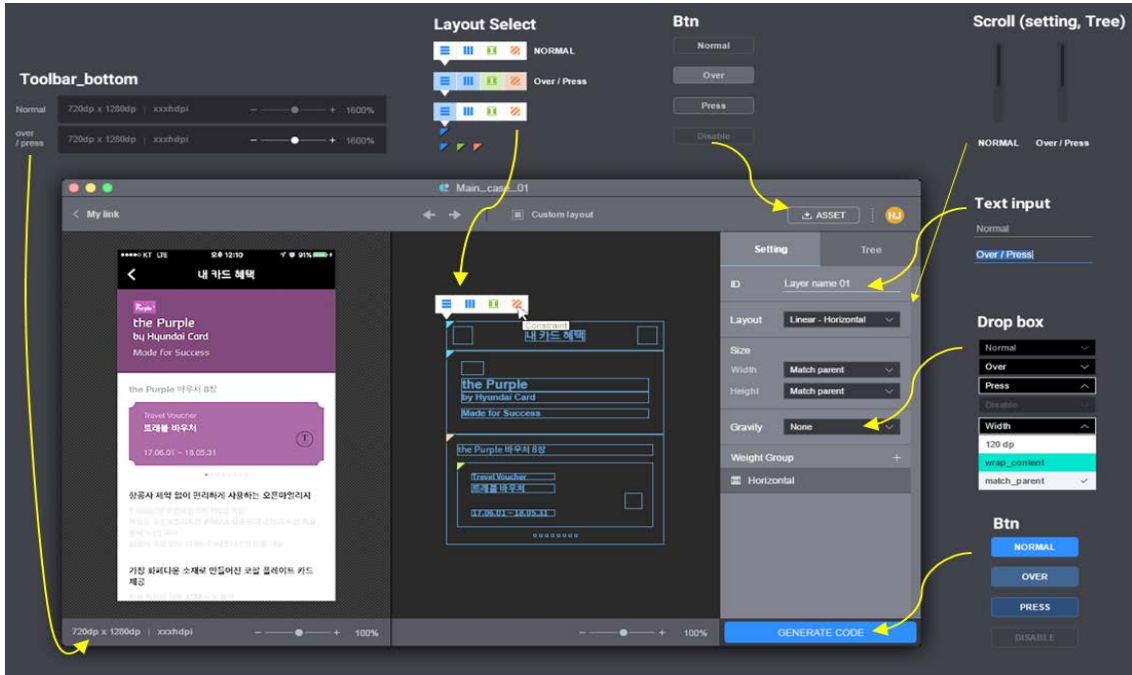 Layout Select
NORMAL
Over / Press
Btn
Normal
Over
Press
Disable
Scroll (setting, Tree)
NORMAL
Over / Press
Toolbar_bottom
Normal
720dp x 1280dp | xxxhdpi
- + 1600%
over
/ press
720dp x 1280dp | xxxhdpi
- + 1600%
Main_case_01
< My link
Custom layout
ASSET
HJ
KT LTE 오후 12:10 91%
내 카드 혜택
Purple
the Purple
by Hyundai Card
Made for Success
the Purple 바우처 8장
Travel Voucher
트래블 바우처
T
17.06.01 ~ 18.05.31
항공사 제약 없이 편리하게 사용하는 오픈마일리지
가장 화려다운 소재로 만들어진 코팔 플레이트 카드
제공
720dp x 1280dp | xxxhdpi
- + 100%
Constraint
내 카드 혜택
the Purple
by Hyundai Card
Made for Success
the Purple 바우처 8장
Travel Voucher
트래블 바우처
17.06.01 ~ 18.05.31
- + 100%
Setting
Tree
ID
Layer name 01
Layout
Linear - Horizontal
Size
Width
Match parent
Height
Match parent
Gravity
None
Weight Group +
Horizontal
GENERATE CODE
Text input
Normal
Over / Press
Drop box
Normal
Over
Press
Disable
Width
120 dp
wrap_content
match_parent
Btn
NORMAL
OVER
PRESS
DISABLE